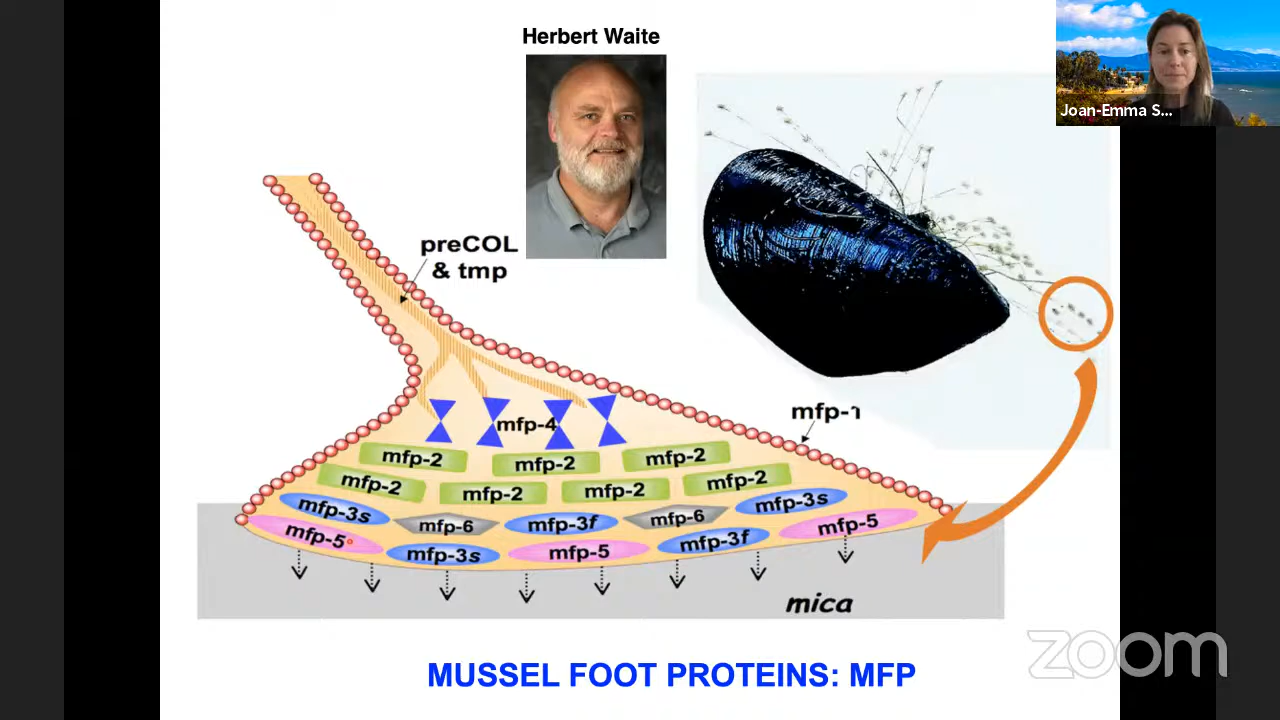 Herbert Waite
Joan-Emma S...
preCOL
& tmp
mfp-1
mfp-4
mfp-2 mfp-2 mfp-2
mfp-2 mfp-2 mfp-2 mfp-2
mfp-3s mfp-6 mfp-3f mfp-6 mfp-3s
mfp-5 mfp-3s mfp-5 mfp-3f mfp-5
mica
zoom
MUSSEL FOOT PROTEINS: MFP